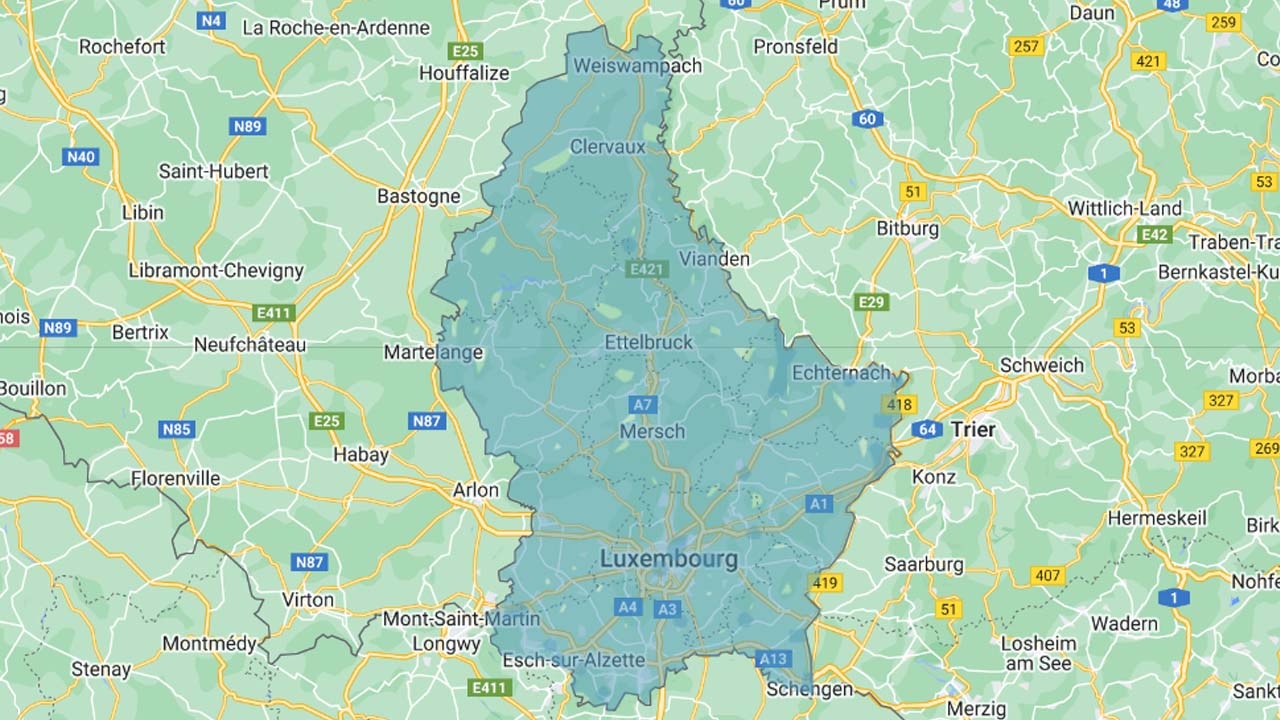 N4
La Roche-en-Ardenne
60
Prüm
Daun
48
259
Rochefort
E25
Houffalize
Weiswampach
Pronsfeld
257
421
Co
g
N89
60
N40
Clervaux
Saint-Hubert
Bastogne
51
53
Libin
Wittlich-Land
Bitburg
E42
Traben-Tra
Libramont-Chevigny
Vianden
E421
1
Bernkastel-Ku
E29
E411
nois
N89
Bertrix
Neufchâteau
53
Ettelbruck
Martelange
Schweich
Echternach
Bouillon
Morba
A7
418
327
E25
N87
N85
64
Trier
Mersch
58
Habay
327
269
Florenville
Konz
Arlon
A1
Hermeskeil
Birk
Luxembourg
N87
Saarburg
407
419
Nohfe
Virton
A4
A3
51
1
Mont-Saint-Martin
Wadern
Montmédy
Longwy
Losheim
am See
Esch-sur-Alzette
A13
Stenay
E411
Schengen
Merzig
Sankt